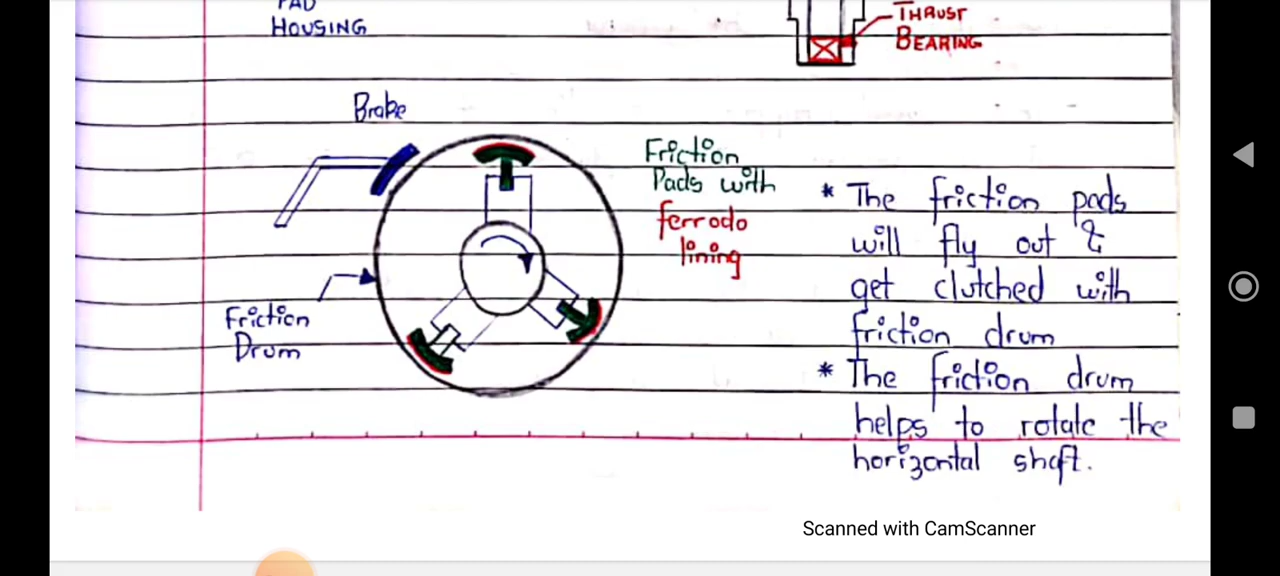 PAD
HOUSING
THRUST
BEARING
Brake
Friction
Pads with
ferrodo
lining
* The friction pads
will fly out &
get clutched with
friction drum
* The friction drum
helps to rotate the
horizontal shaft.
Friction
Drum
Scanned with CamScanner